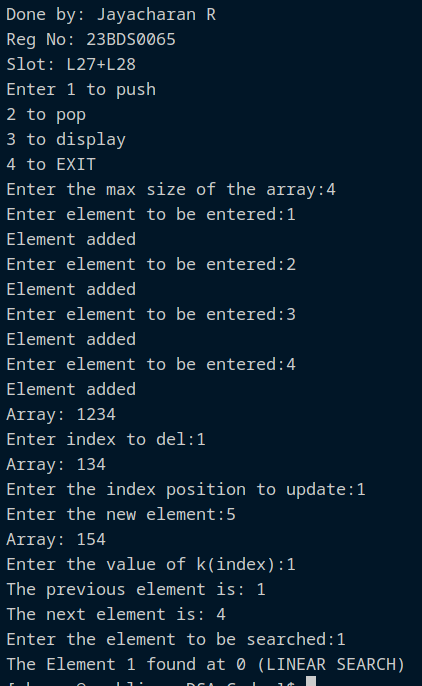 Done by: Jayacharan R
Reg No: 23BDS0065
Slot: L27+L28
Enter 1 to push
2 to pop
3 to display
4 to EXIT
Enter the max size of the array:4
Enter element to be entered:1
Element added
Enter element to be entered:2
Element added
Enter element to be entered:3
Element added
Enter element to be entered:4
Element added
Array: 1234
Enter index to del:1
Array: 134
Enter the index position to update:1
Enter the new element:5
Array: 154
Enter the value of k(index):1
The previous element is: 1
The next element is: 4
Enter the element to be searched:1
The Element 1 found at 0 (LINEAR SEARCH)